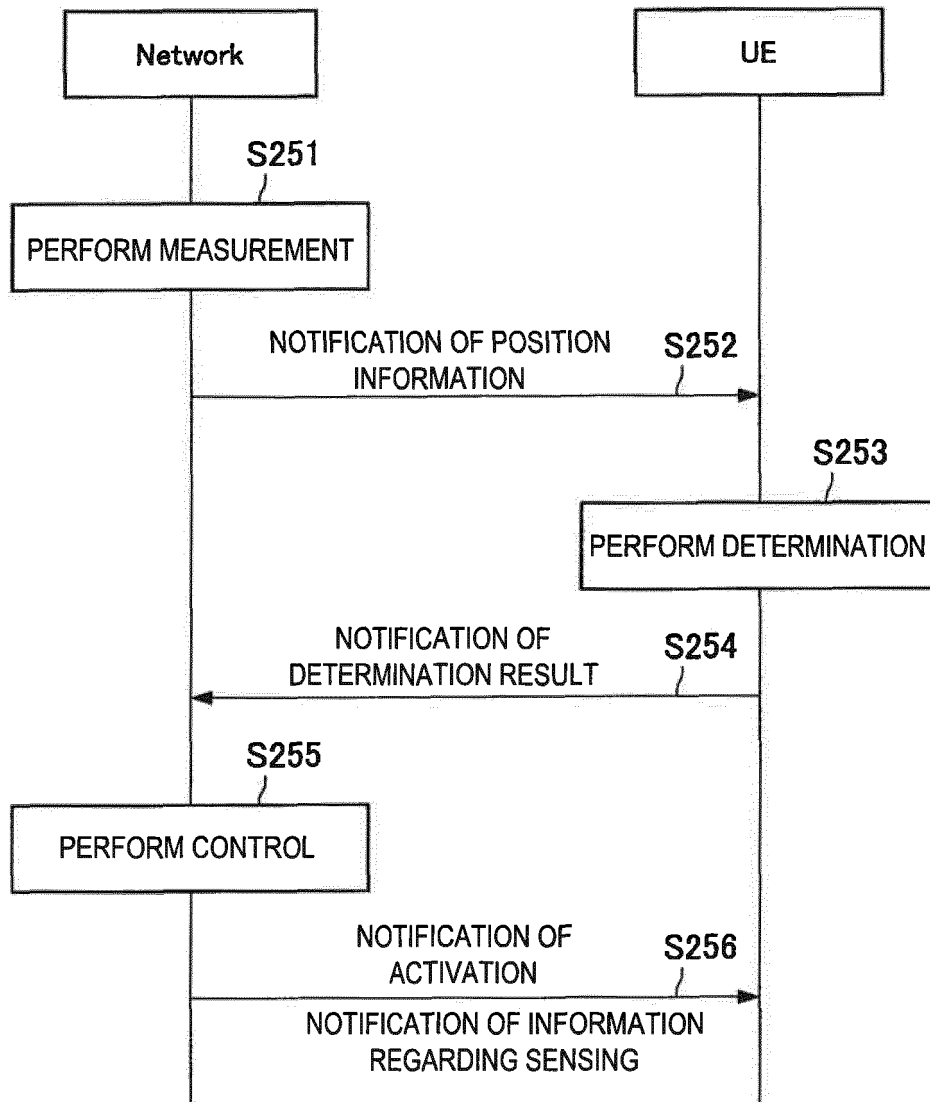 Network
UE
S251
PERFORM MEASUREMENT
NOTIFICATION OF POSITION
INFORMATION
S252
S253
PERFORM DETERMINATION
NOTIFICATION OF
DETERMINATION RESULT
S254
S255
PERFORM CONTROL
NOTIFICATION OF
ACTIVATION
S256
NOTIFICATION OF INFORMATION
REGARDING SENSING